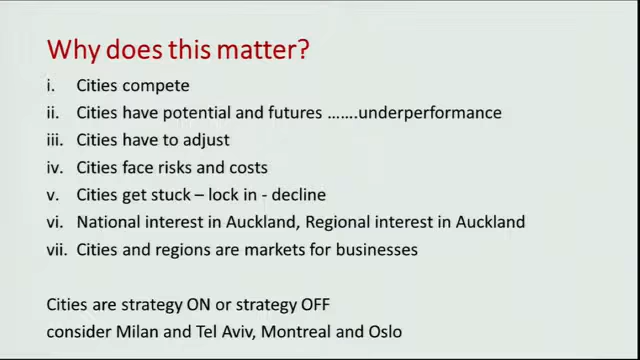 Why does this matter?
i. Cities compete
ii. Cities have potential and futures …….underperformance
iii. Cities have to adjust
iv. Cities face risks and costs
v. Cities get stuck – lock in - decline
vi. National interest in Auckland, Regional interest in Auckland
vii. Cities and regions are markets for businesses
Cities are strategy ON or strategy OFF
consider Milan and Tel Aviv, Montreal and Oslo